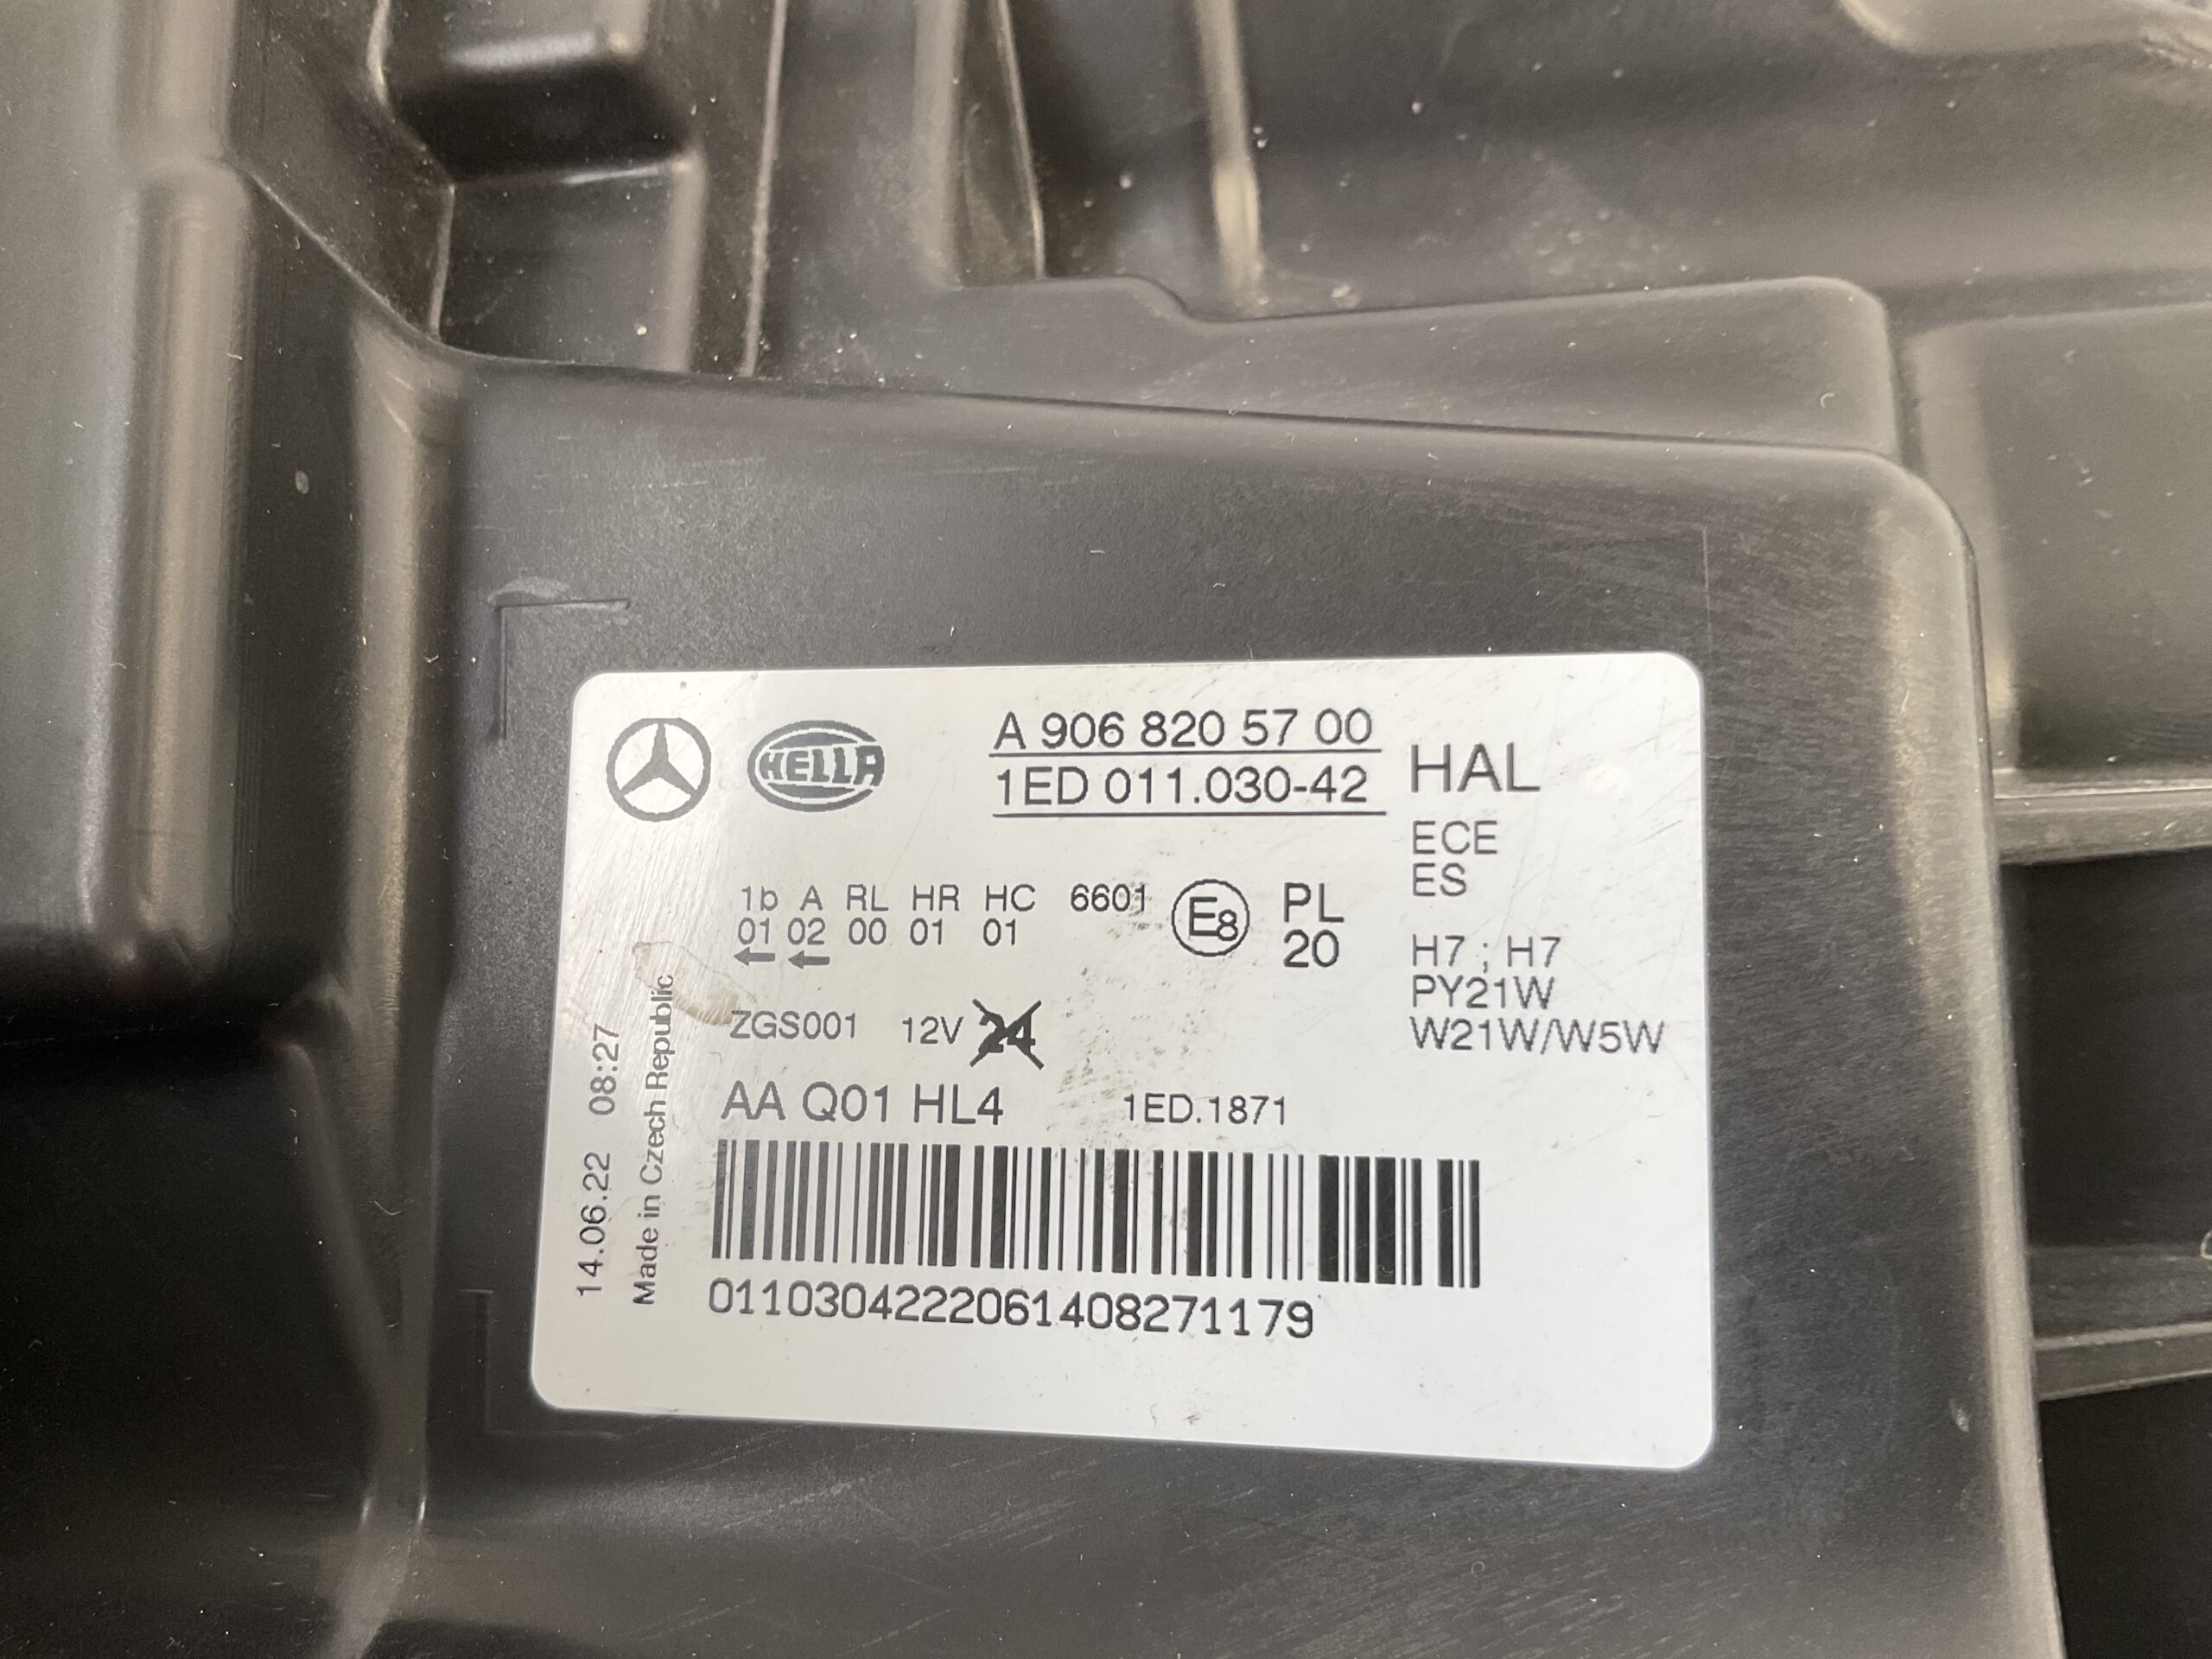 HELLA
A 906 820 57 00
1ED 011.030-42
HAL
ECE
ES
1b A RL HR HC 6601 E8 PL
01 02 00 01 01 20
H7 ; H7
PY21W
W21W/W5W
ZGS001 12V 24
AA Q01 HL4 1ED.1871
0110304222061408271179
14.06.22 08:27
Made in Czech Republic